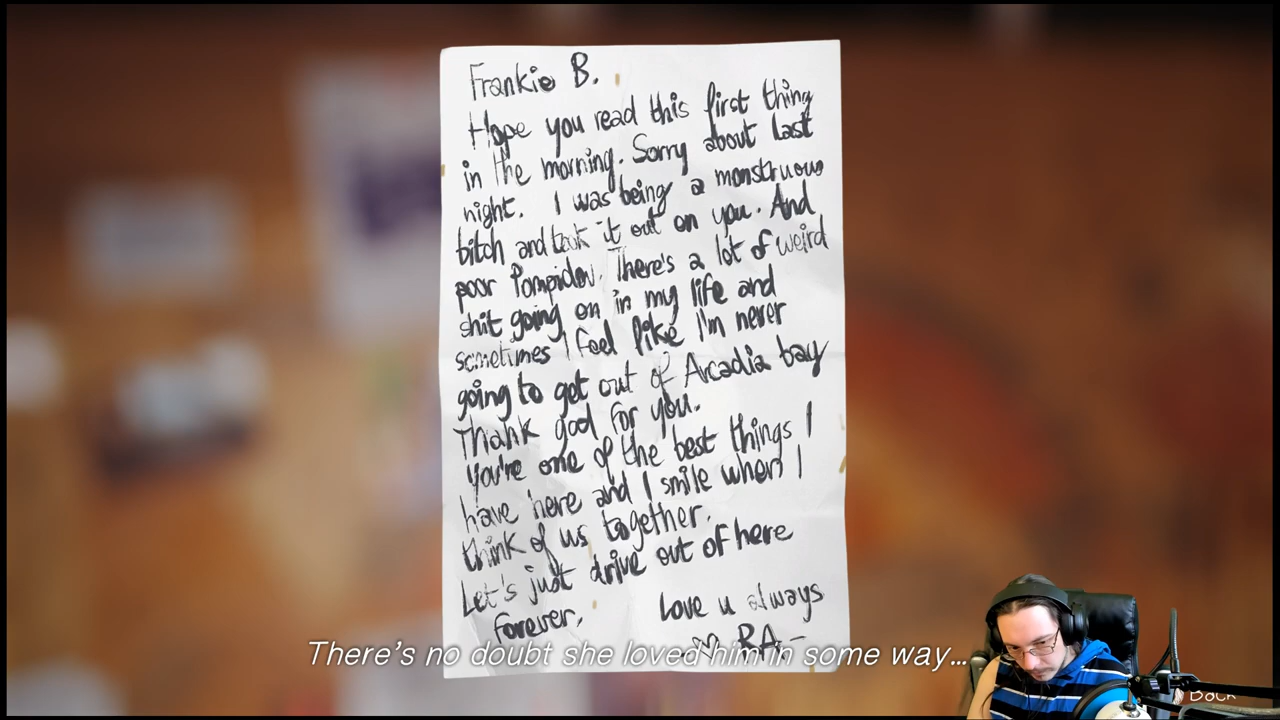 Frankie B.
Hope you read this first thing
in the morning. Sorry about last
night. I was being a monstruous
bitch and took it out on you. And
poor Pompidou. There's a lot of weird
shit going on in my life and
sometimes I feel like I'm never
going to get out of Arcadia bay
Thank god for you.
You're one of the best things I
have here and I smile when I
think of us together.
Let's just drive out of here
forever.
Love u always
RA -
There's no doubt she loved him in some way...
Back